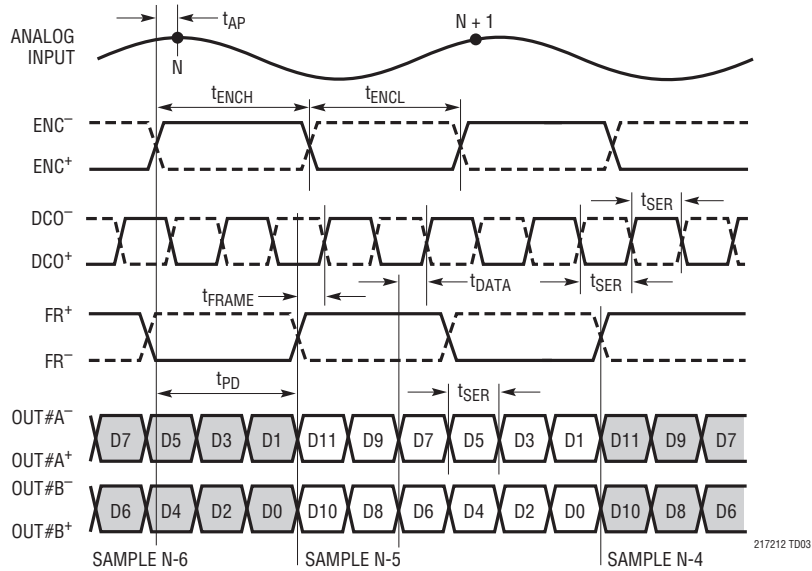 tAP
N + 1
ANALOG
INPUT
N
tENCH
tENCL
ENC–
ENC+
DCO–
tSER
DCO+
tFRAME
tDATA
tSER
FR+
FR–
tPD
tSER
OUT#A–
D7 D5 D3 D1 D11 D9 D7 D5 D3 D1 D11 D9 D7
OUT#A+
OUT#B–
D6 D4 D2 D0 D10 D8 D6 D4 D2 D0 D10 D8 D6
OUT#B+
217212 TD03
SAMPLE N-6 SAMPLE N-5 SAMPLE N-4